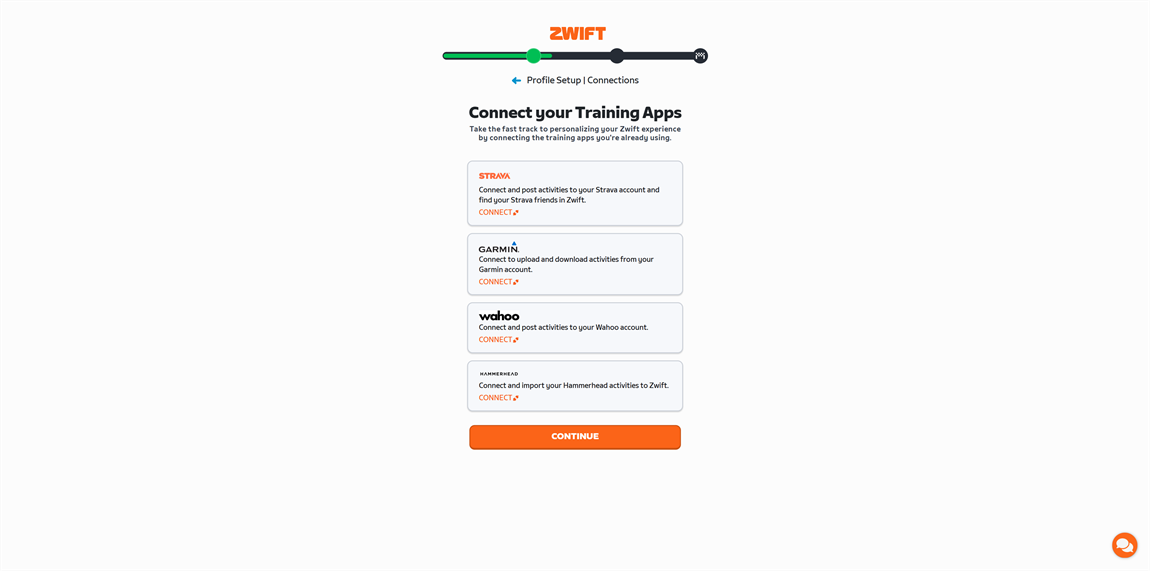 ZWIFT
Profile Setup | Connections
Connect your Training Apps
Take the fast track to personalizing your Zwift experience
by connecting the training apps you're already using.
STRAVA
Connect and post activities to your Strava account and
find your Strava friends in Zwift.
CONNECT
GARMIN.
Connect to upload and download activities from your
Garmin account.
CONNECT
wahoo
Connect and post activities to your Wahoo account.
CONNECT
HAMMERHEAD
Connect and import your Hammerhead activities to Zwift.
CONNECT
CONTINUE